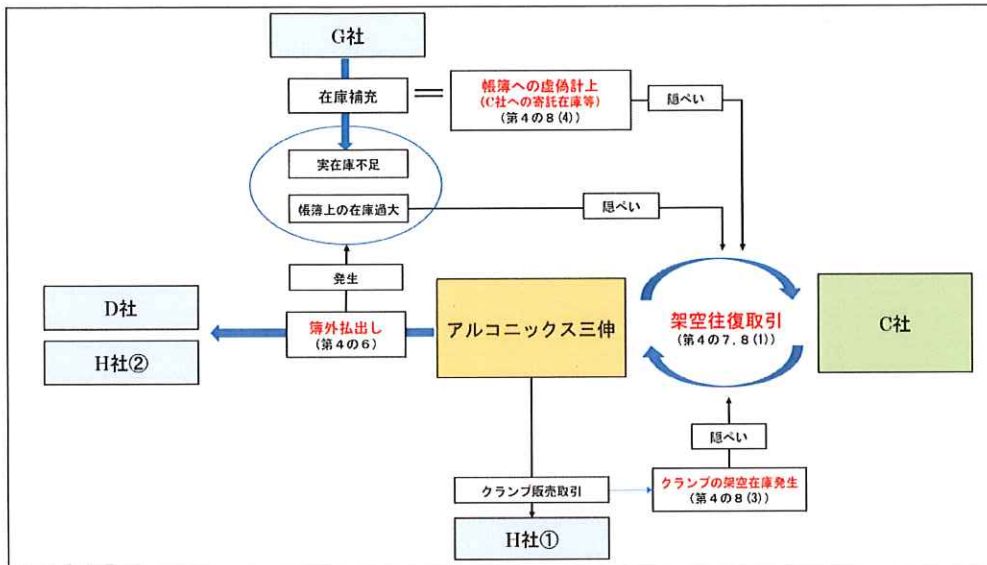 G社
在庫補充
帳簿への虚偽計上
(C社への寄託在庫等)
(第4の8(4))
隠ぺい
実在庫不足
帳簿上の在庫過大
隠ぺい
発生
D社
H社②
簿外払出し
(第4の6)
アルコニックス三伸
架空往復取引
(第4の7,8(1))
C社
隠ぺい
クランプ販売取引
クランプの架空在庫発生
(第4の8(3))
H社①